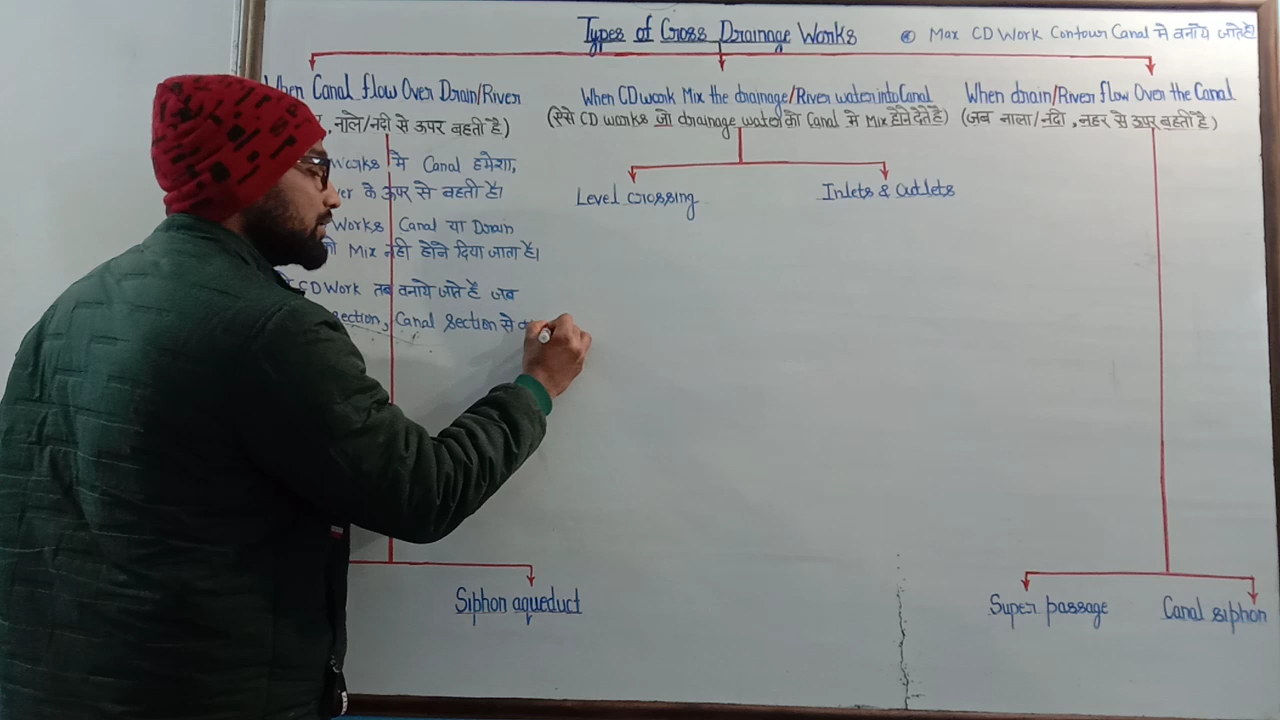 Types of Cross Drainage Works
Max CD Work Contour Canal मे बनाये जाते है
When Canal flow Over Drain/River
, नाले/नदी से ऊपर बहती है)
Works मे Canal हमेशा,
के ऊपर से बहती है।
Works Canal या Drain
Mix नही होने दिया जाता है।
CD Work तब बनाये जाते है जब
Section, Canal Section से
Siphon aqueduct
When CD work Mix the drainage/River water into Canal
(ऐसे CD works जो drainage water को Canal मे Mix होने देते है)
Level crossing
Inlets & Outlets
When drain/River flow Over the Canal
(जब नाला/नदी, नहर से ऊपर बहती है)
Super passage
Canal siphon